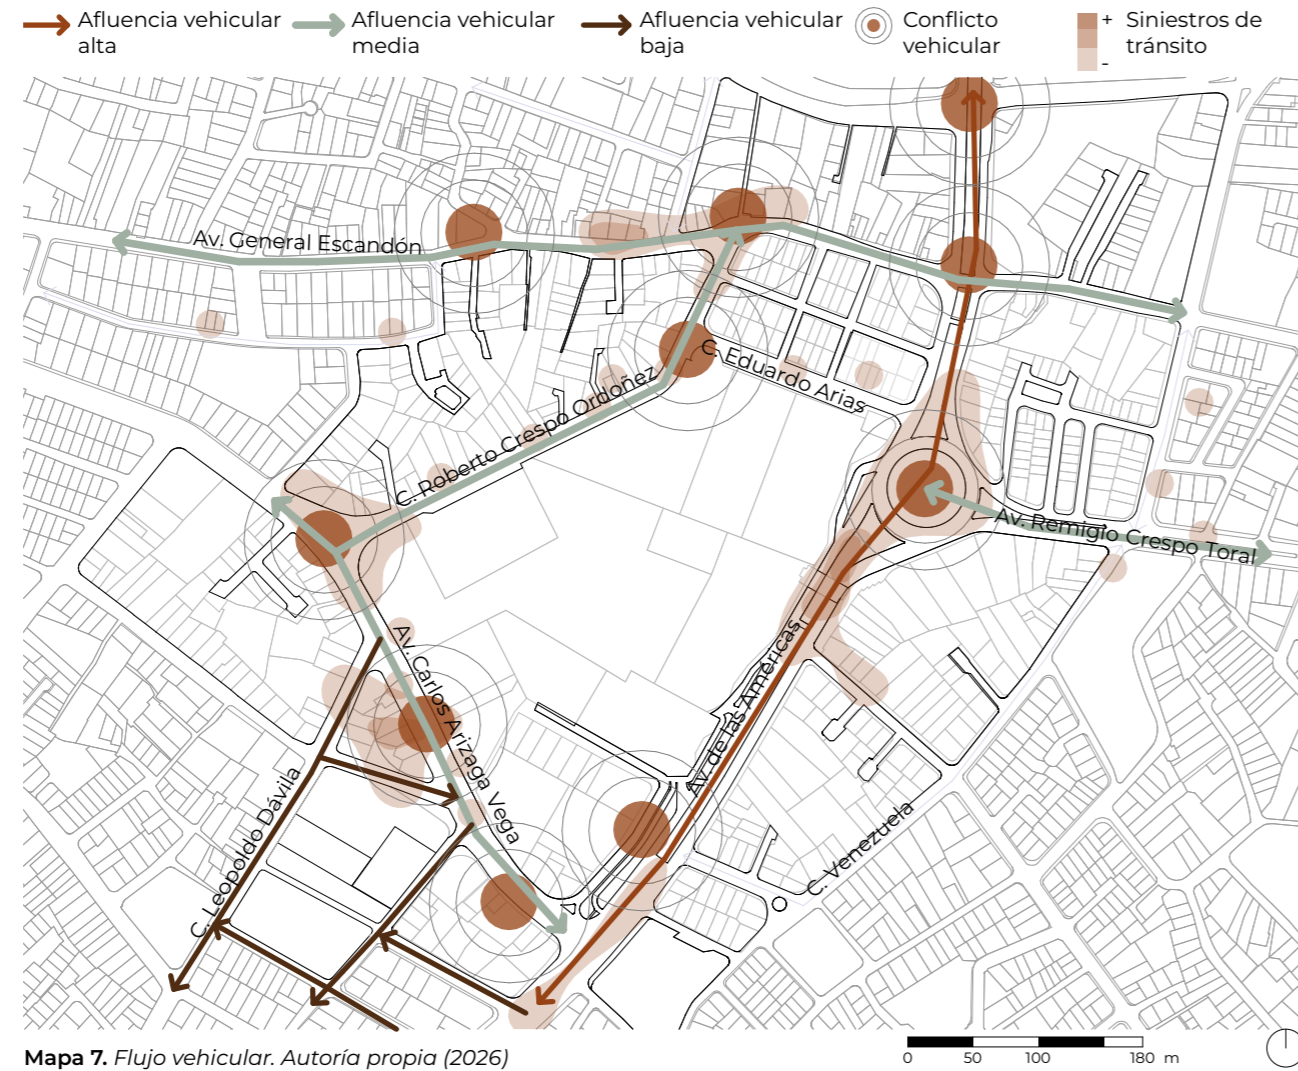 Afluencia vehicular
alta
Afluencia vehicular
media
Afluencia vehicular
baja
Conflicto
vehicular
+
-
Siniestros de
tránsito
Av. General Escandón
C. Eduardo Arias
C. Roberto Crespo Ordoñez
Av. Remigio Crespo Toral
Av. Carlos Arizaga Vega
Av. de las Américas
C. Leopoldo Dávila
C. Venezuela
Mapa 7. Flujo vehicular. Autoría propia (2026)
0 50 100 180 m